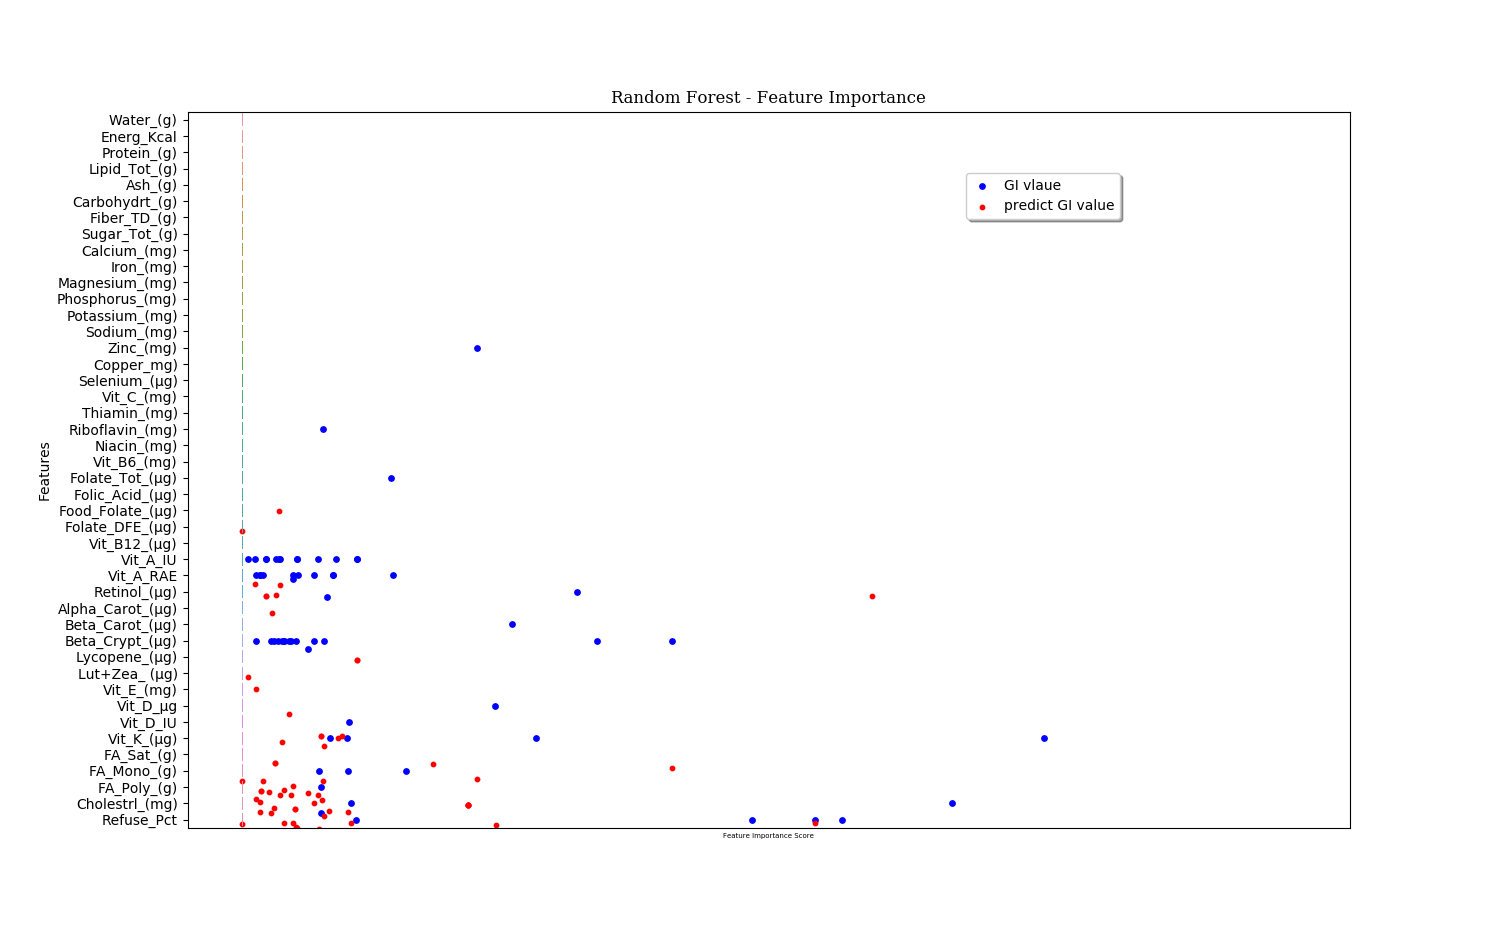 Random Forest - Feature Importance
Water_(g)
Energ_Kcal
Protein_(g)
Lipid_Tot_(g)
Ash_(g)
Carbohydrt_(g)
Fiber_TD_(g)
Sugar_Tot_(g)
Calcium_(mg)
Iron_(mg)
Magnesium_(mg)
Phosphorus_(mg)
Potassium_(mg)
Sodium_(mg)
Zinc_(mg)
Copper_mg)
Selenium_(µg)
Vit_C_(mg)
Thiamin_(mg)
Riboflavin_(mg)
Niacin_(mg)
Vit_B6_(mg)
Folate_Tot_(µg)
Folic_Acid_(µg)
Food_Folate_(µg)
Folate_DFE_(µg)
Vit_B12_(µg)
Vit_A_IU
Vit_A_RAE
Retinol_(µg)
Alpha_Carot_(µg)
Beta_Carot_(µg)
Beta_Crypt_(µg)
Lycopene_(µg)
Lut+Zea_ (µg)
Vit_E_(mg)
Vit_D_µg
Vit_D_IU
Vit_K_(µg)
FA_Sat_(g)
FA_Mono_(g)
FA_Poly_(g)
Cholestrl_(mg)
Refuse_Pct
Features
GI vlaue
predict GI value
Feature Importance Score